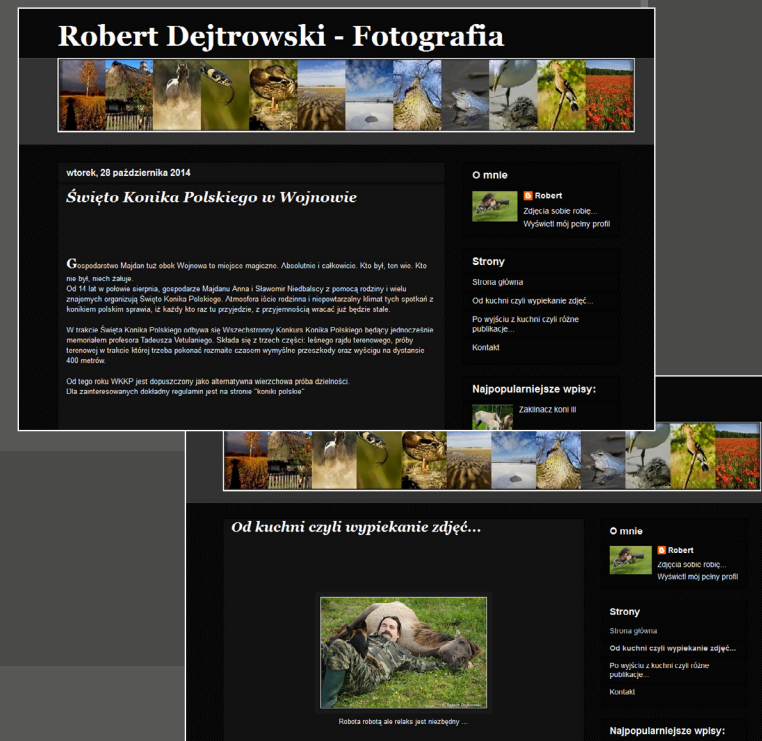 Robert Dejtrowski - Fotografia
wtorek, 28 października 2014
Święto Konika Polskiego w Wojnowie
Gospodarstwo Majdan tuż obok Wojnowa to miejsce magiczne. Absolutnie i całkowicie. Kto był, ten wie. Kto
nie był, niech żałuje.
Od 14 lat w połowie sierpnia, gospodarze Majdanu Anna i Sławomir Niedbalscy z pomocą rodziny i wielu
znajomych organizują Święto Konika Polskiego. Atmosfera iście rodzinna i niepowtarzalny klimat tych spotkań z
konikiem polskim sprawia, iż każdy kto raz tu przyjedzie, z przyjemnością wracać już będzie stale.
W trakcie Święta Konika Polskiego odbywa się Wszechstronny Konkurs Konika Polskiego będący jednocześnie
memoriałem profesora Tadeusza Vetulaniego. Składa się z trzech części: leśnego rajdu terenowego, próby
terenowej w trakcie której trzeba pokonać rozmaite czasem wymyślne przeszkody oraz wyścigu na dystansie
400 metrów.
Od tego roku WKKP jest dopuszczony jako alternatywna wierzchowa próba dzielności.
Dla zainteresowanych dokładny regulamin jest na stronie "koniki polskie"
O mnie
Robert
Zdjęcia sobie robię...
Wyświetl mój pełny profil
Strony
Strona główna
Od kuchni czyli wypiekanie zdjęć...
Po wyjściu z kuchni czyli różne
publikacje...
Kontakt
Najpopularniejsze wpisy:
Zaklinacz koni III
Od kuchni czyli wypiekanie zdjęć...
Robota robotą ale relaks jest niezbędny ...
O mnie
Robert
Zdjęcia sobie robię...
Wyświetl mój pełny profil
Strony
Strona główna
Od kuchni czyli wypiekanie zdjęć...
Po wyjściu z kuchni czyli różne
publikacje...
Kontakt
Najpopularniejsze wpisy: